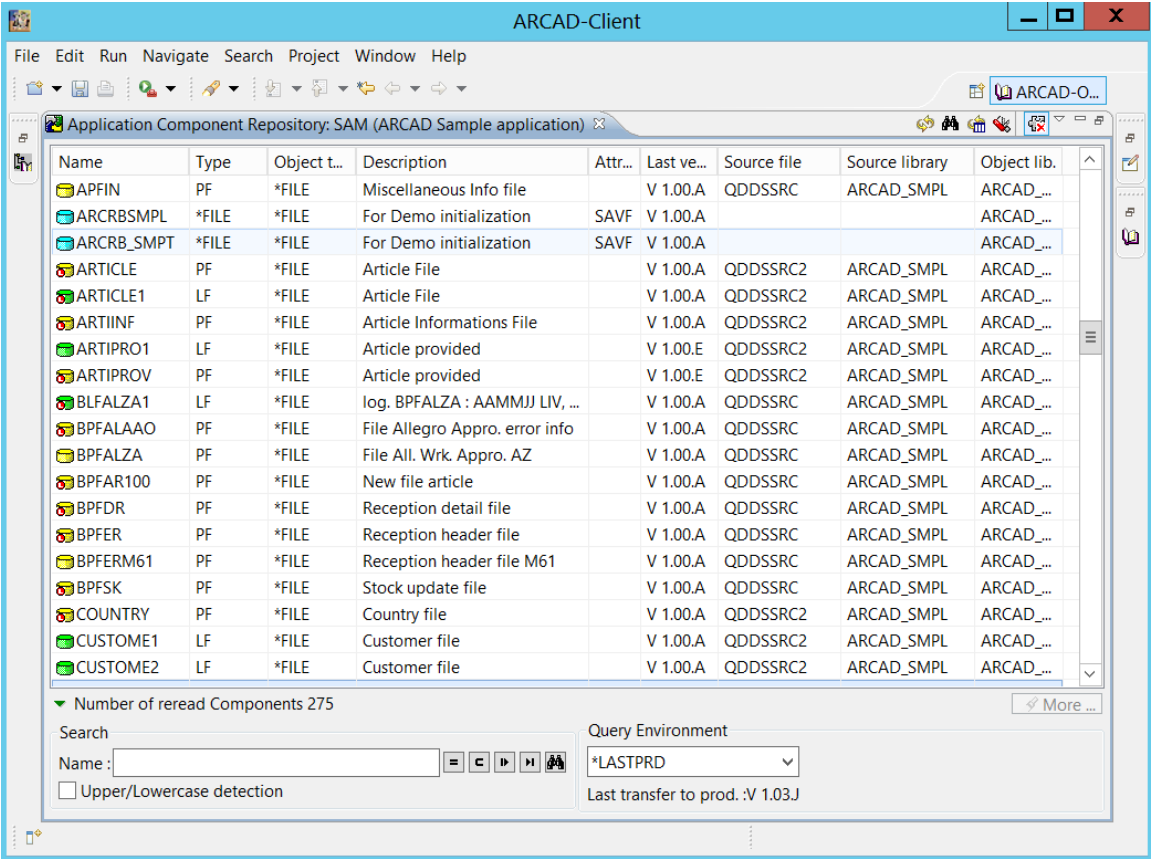 ARCAD-Client
File Edit Run Navigate Search Project Window Help
ARCAD-O...
Application Component Repository: SAM (ARCAD Sample application)
Name Type Object t... Description Attr... Last ve... Source file Source library Object lib.
APFIN PF *FILE Miscellaneous Info file V 1.00.A QDDSSRC ARCAD_SMPL ARCAD_...
ARCRBSMPL *FILE *FILE For Demo initialization SAVF V 1.00.A ARCAD_...
ARCRB_SMPT *FILE *FILE For Demo initialization SAVF V 1.00.A ARCAD_...
ARTICLE PF *FILE Article File V 1.00.A QDDSSRC2 ARCAD_SMPL ARCAD_...
ARTICLE1 LF *FILE Article File V 1.00.A QDDSSRC2 ARCAD_SMPL ARCAD_...
ARTIINF PF *FILE Article Informations File V 1.00.A QDDSSRC2 ARCAD_SMPL ARCAD_...
ARTIPRO1 LF *FILE Article provided V 1.00.E QDDSSRC2 ARCAD_SMPL ARCAD_...
ARTIPROV PF *FILE Article provided V 1.00.E QDDSSRC2 ARCAD_SMPL ARCAD_...
BLFALZA1 LF *FILE log. BPFALZA : AAMMJJ LIV, ... V 1.00.A QDDSSRC ARCAD_SMPL ARCAD_...
BPFALAAO PF *FILE File Allegro Appro. error info V 1.00.A QDDSSRC ARCAD_SMPL ARCAD_...
BPFALZA PF *FILE File All. Wrk. Appro. AZ V 1.00.A QDDSSRC ARCAD_SMPL ARCAD_...
BPFAR100 PF *FILE New file article V 1.00.A QDDSSRC ARCAD_SMPL ARCAD_...
BPFDR PF *FILE Reception detail file V 1.00.A QDDSSRC ARCAD_SMPL ARCAD_...
BPFER PF *FILE Reception header file V 1.00.A QDDSSRC ARCAD_SMPL ARCAD_...
BPFERM61 PF *FILE Reception header file M61 V 1.00.A QDDSSRC ARCAD_SMPL ARCAD_...
BPFSK PF *FILE Stock update file V 1.00.A QDDSSRC ARCAD_SMPL ARCAD_...
COUNTRY PF *FILE Country file V 1.00.A QDDSSRC2 ARCAD_SMPL ARCAD_...
CUSTOME1 LF *FILE Customer file V 1.00.A QDDSSRC2 ARCAD_SMPL ARCAD_...
CUSTOME2 LF *FILE Customer file V 1.00.A QDDSSRC2 ARCAD_SMPL ARCAD_...
Number of reread Components 275
More ...
Search
Name :
Upper/Lowercase detection
Query Environment
*LASTPRD
Last transfer to prod. :V 1.03.J